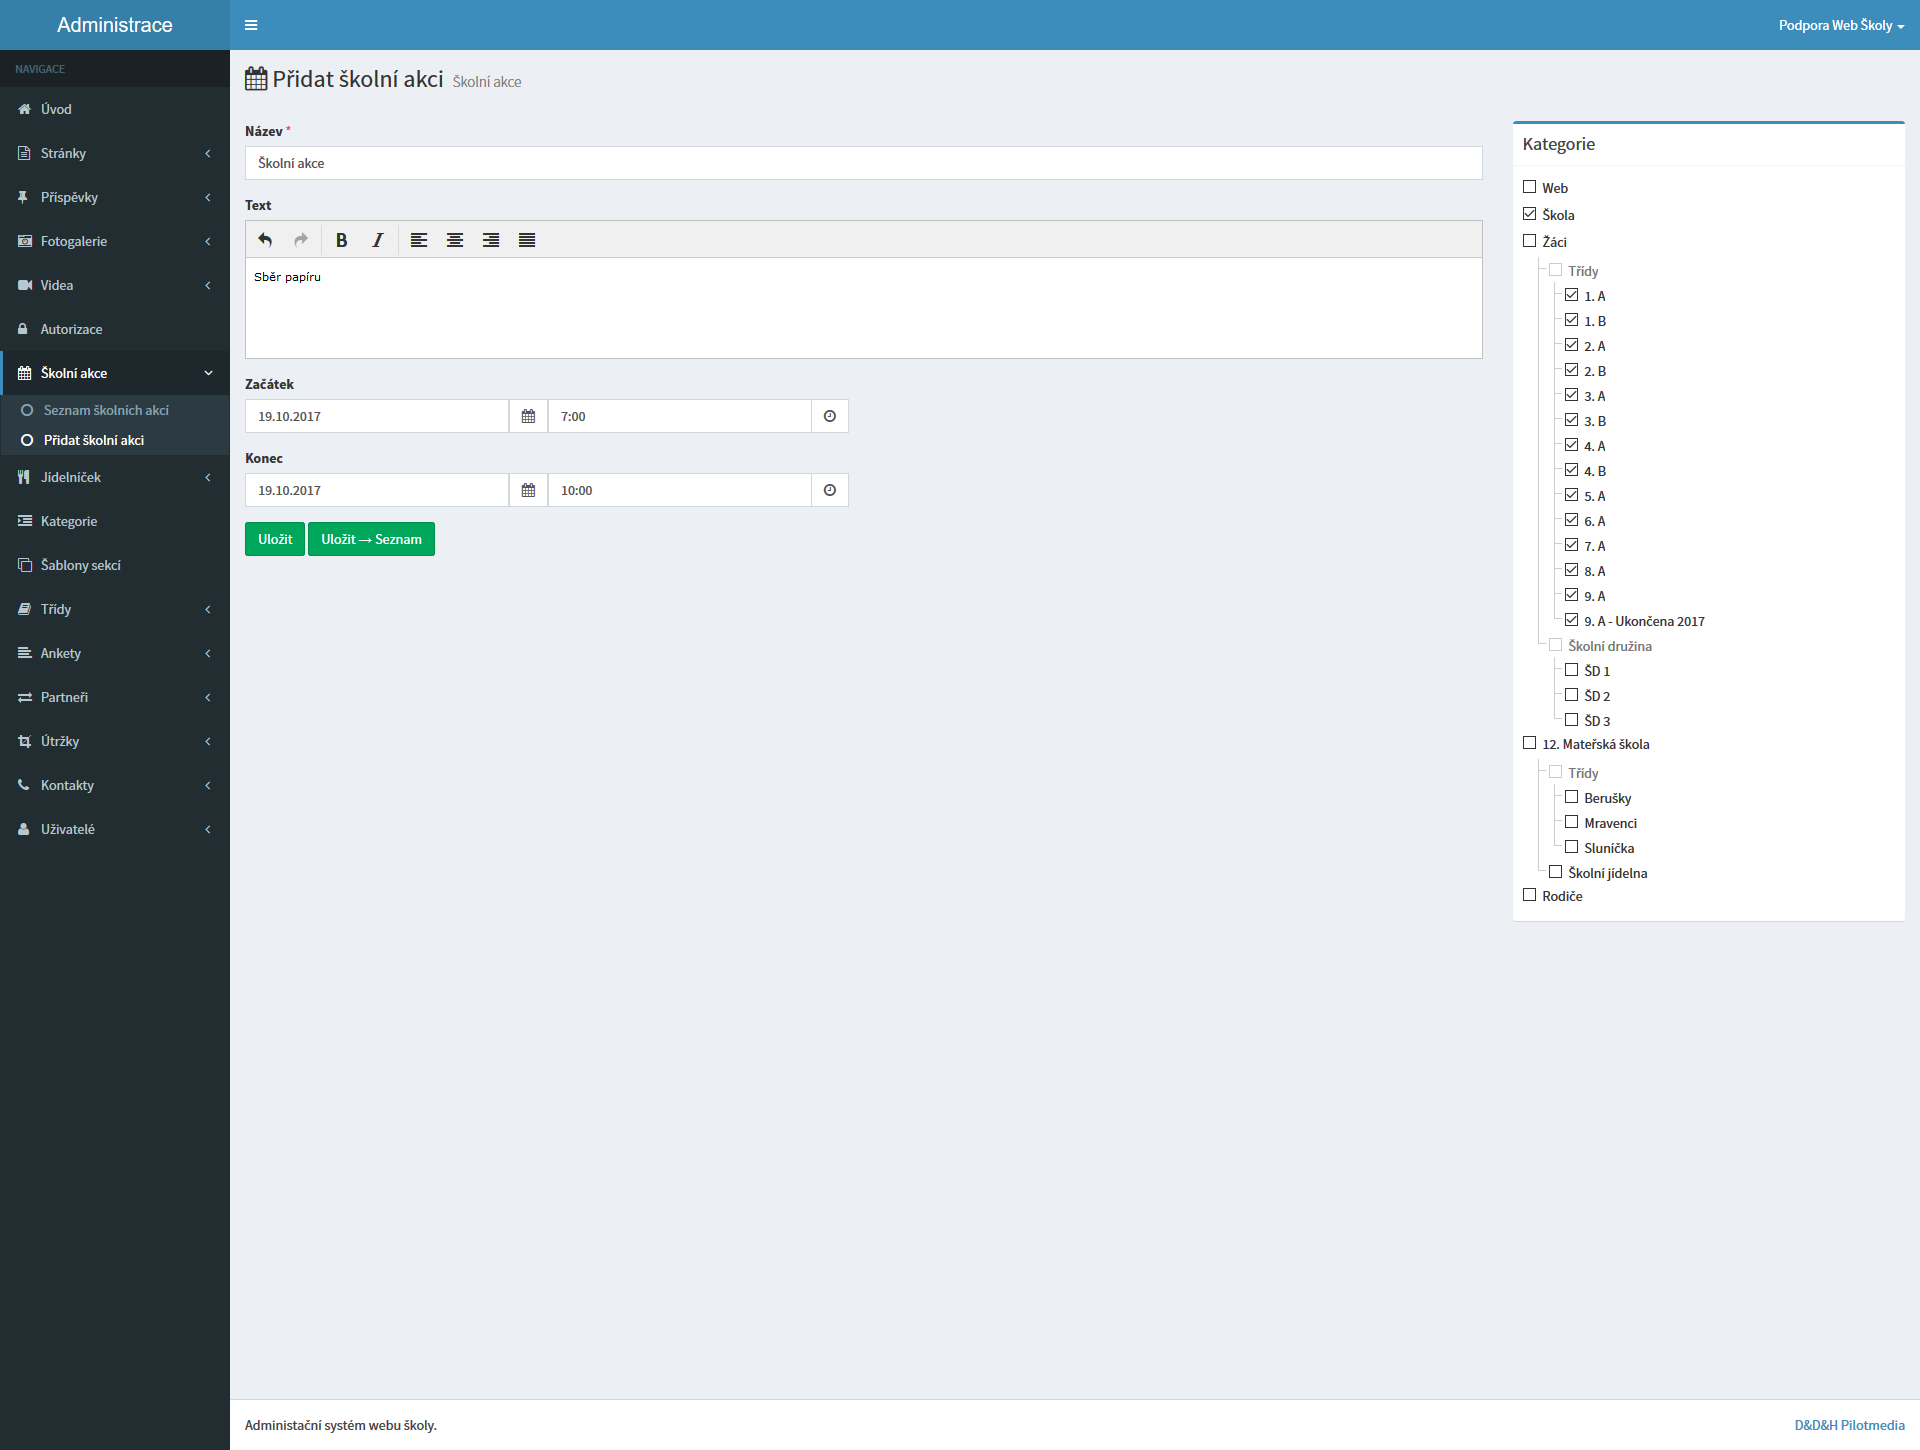 Administrace
Podpora Web Školy
NAVIGACE
Úvod
Stránky
Příspěvky
Fotogalerie
Videa
Autorizace
Školní akce
Seznam školních akcí
Přidat školní akci
Jídelníček
Kategorie
Šablony sekcí
Třídy
Ankety
Partneři
Útržky
Kontakty
Uživatelé
Přidat školní akci Školní akce
Název *
Školní akce
Text
B I
Sběr papíru
Začátek
19.10.2017 7:00
Konec
19.10.2017 10:00
Uložit Uložit → Seznam
Kategorie
Web
Škola
Žáci
Třídy
1. A
1. B
2. A
2. B
3. A
3. B
4. A
4. B
5. A
6. A
7. A
8. A
9. A
9. A - Ukončena 2017
Školní družina
ŠD 1
ŠD 2
ŠD 3
12. Mateřská škola
Třídy
Berušky
Mravenci
Sluníčka
Školní jídelna
Rodiče
Administační systém webu školy.
D&D&H Pilotmedia